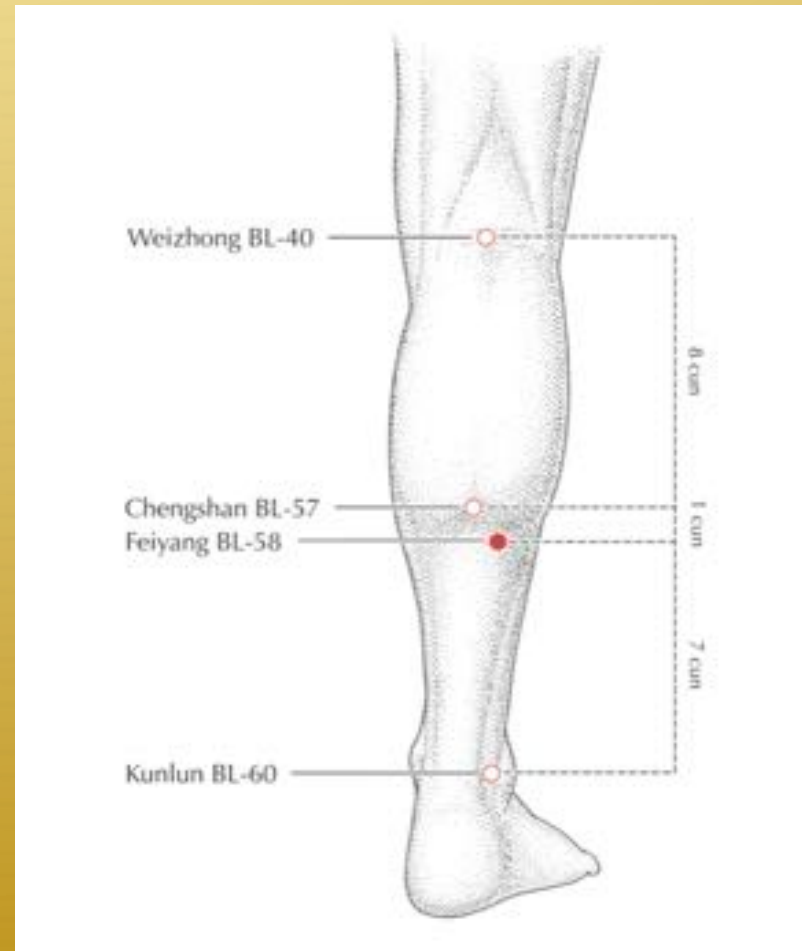 Weizhong BL-40
8 cun
Chengshan BL-57
1 cun
Feiyang BL-58
7 cun
Kunlun BL-60